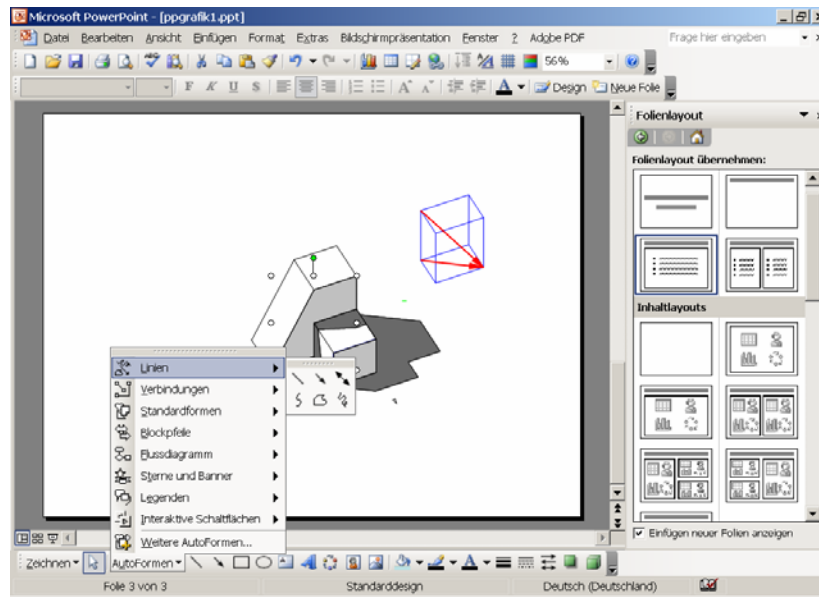 Microsoft PowerPoint - [ppgrafik1.ppt]
Datei Bearbeiten Ansicht Einfügen Format Extras Bildschirmpräsentation Fenster ? Adobe PDF Frage hier eingeben
56%
F K U S Design Neue Folie
Folienlayout
Folienlayout übernehmen:
Inhaltlayouts
Linien
Verbindungen
Standardformen
Blockpfeile
Flussdiagramm
Sterne und Banner
Legenden
Interaktive Schaltflächen
Weitere AutoFormen...
Einfügen neuer Folien anzeigen
Zeichnen AutoFormen
Folie 3 von 3 Standarddesign Deutsch (Deutschland)